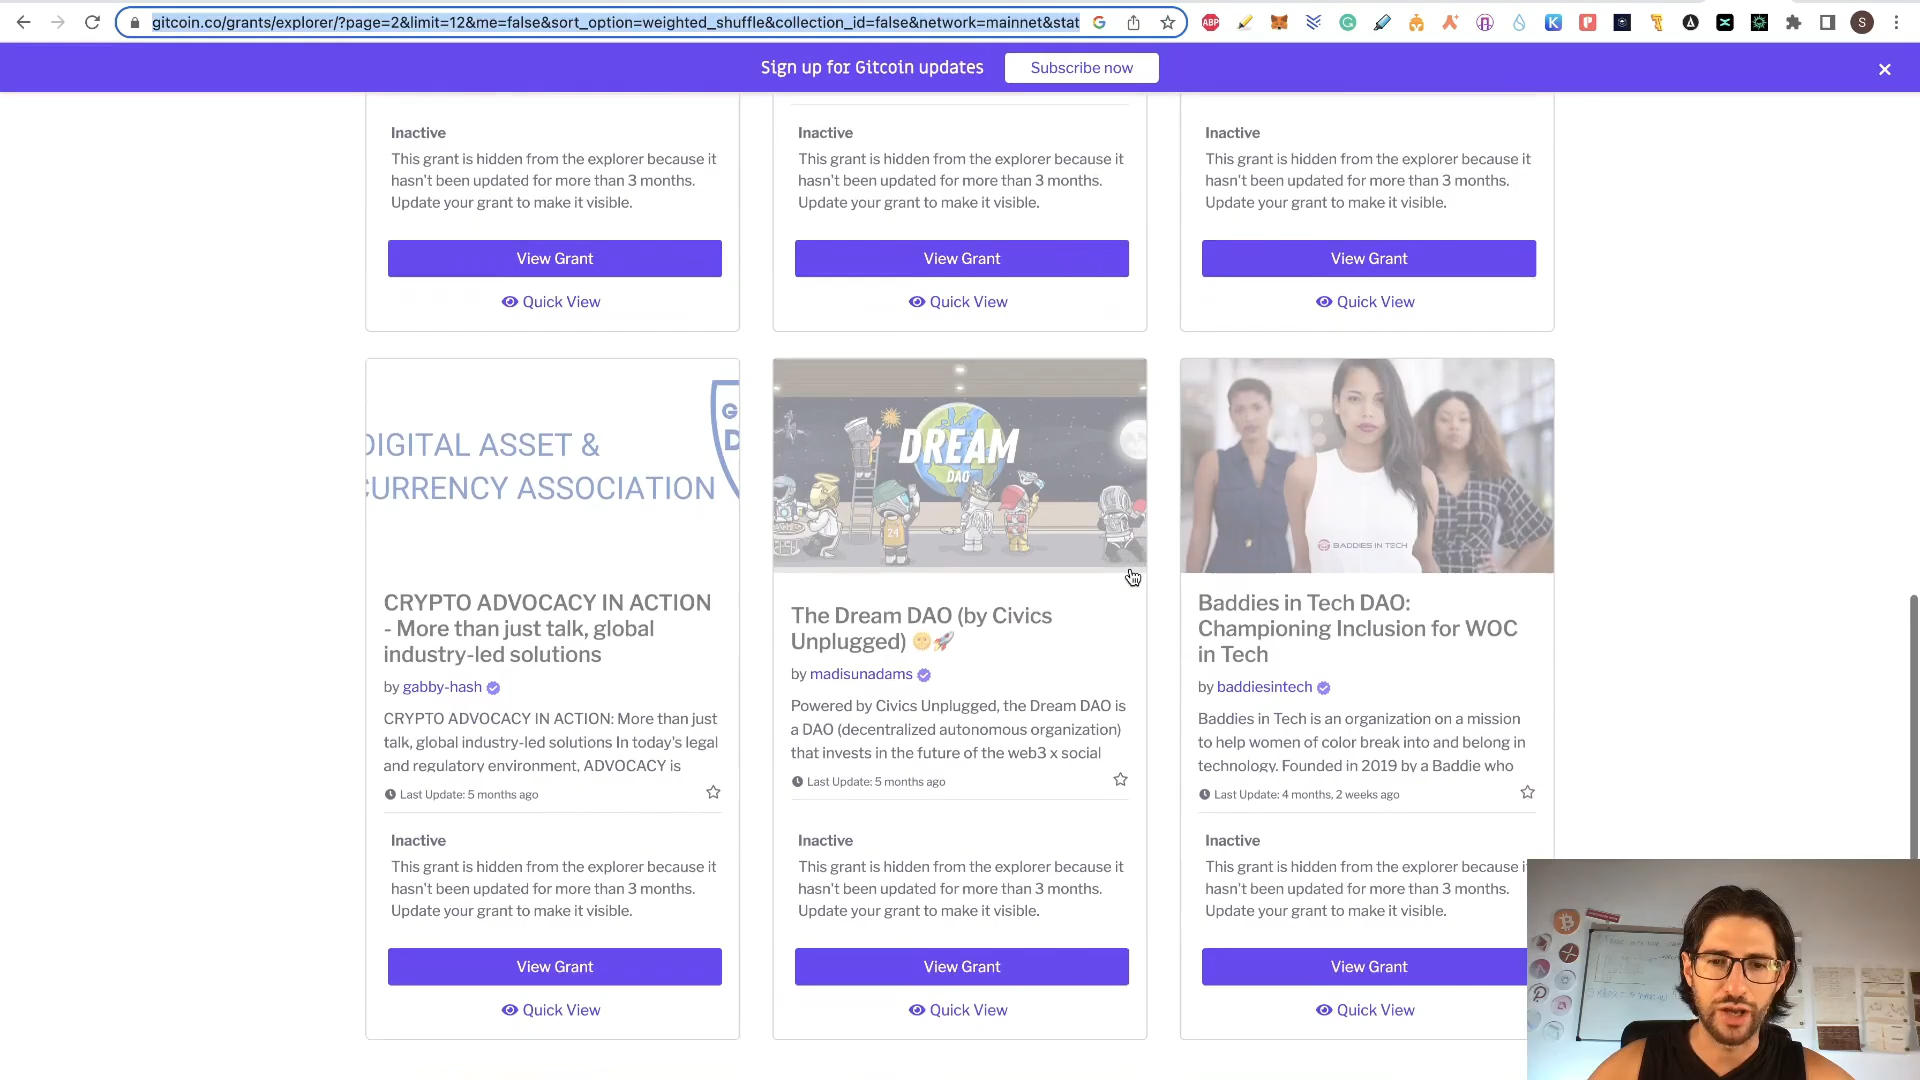 gitcoin.co/grants/explorer/?page=2&limit=12&me=false&sort_option=weighted_shuffle&collection_id=false&network=mainnet&stat
Sign up for Gitcoin updates
Subscribe now
Inactive
This grant is hidden from the explorer because it
hasn't been updated for more than 3 months.
Update your grant to make it visible.
View Grant
Quick View
Inactive
This grant is hidden from the explorer because it
hasn't been updated for more than 3 months.
Update your grant to make it visible.
View Grant
Quick View
Inactive
This grant is hidden from the explorer because it
hasn't been updated for more than 3 months.
Update your grant to make it visible.
View Grant
Quick View
DIGITAL ASSET &
CURRENCY ASSOCIATION
CRYPTO ADVOCACY IN ACTION
- More than just talk, global
industry-led solutions
by gabby-hash
CRYPTO ADVOCACY IN ACTION: More than just
talk, global industry-led solutions In today's legal
and regulatory environment, ADVOCACY is
Last Update: 5 months ago
Inactive
This grant is hidden from the explorer because it
hasn't been updated for more than 3 months.
Update your grant to make it visible.
View Grant
Quick View
DREAM
DAO
24
The Dream DAO (by Civics
Unplugged) 🌝🚀
by madisunadams
Powered by Civics Unplugged, the Dream DAO is
a DAO (decentralized autonomous organization)
that invests in the future of the web3 x social
Last Update: 5 months ago
Inactive
This grant is hidden from the explorer because it
hasn't been updated for more than 3 months.
Update your grant to make it visible.
View Grant
Quick View
BADDIES IN TECH
Baddies in Tech DAO:
Championing Inclusion for WOC
in Tech
by baddiesintech
Baddies in Tech is an organization on a mission
to help women of color break into and belong in
technology. Founded in 2019 by a Baddie who
Last Update: 4 months, 2 weeks ago
Inactive
This grant is hidden from the explorer because it
hasn't been updated for more than 3 months.
Update your grant to make it visible.
View Grant
Quick View